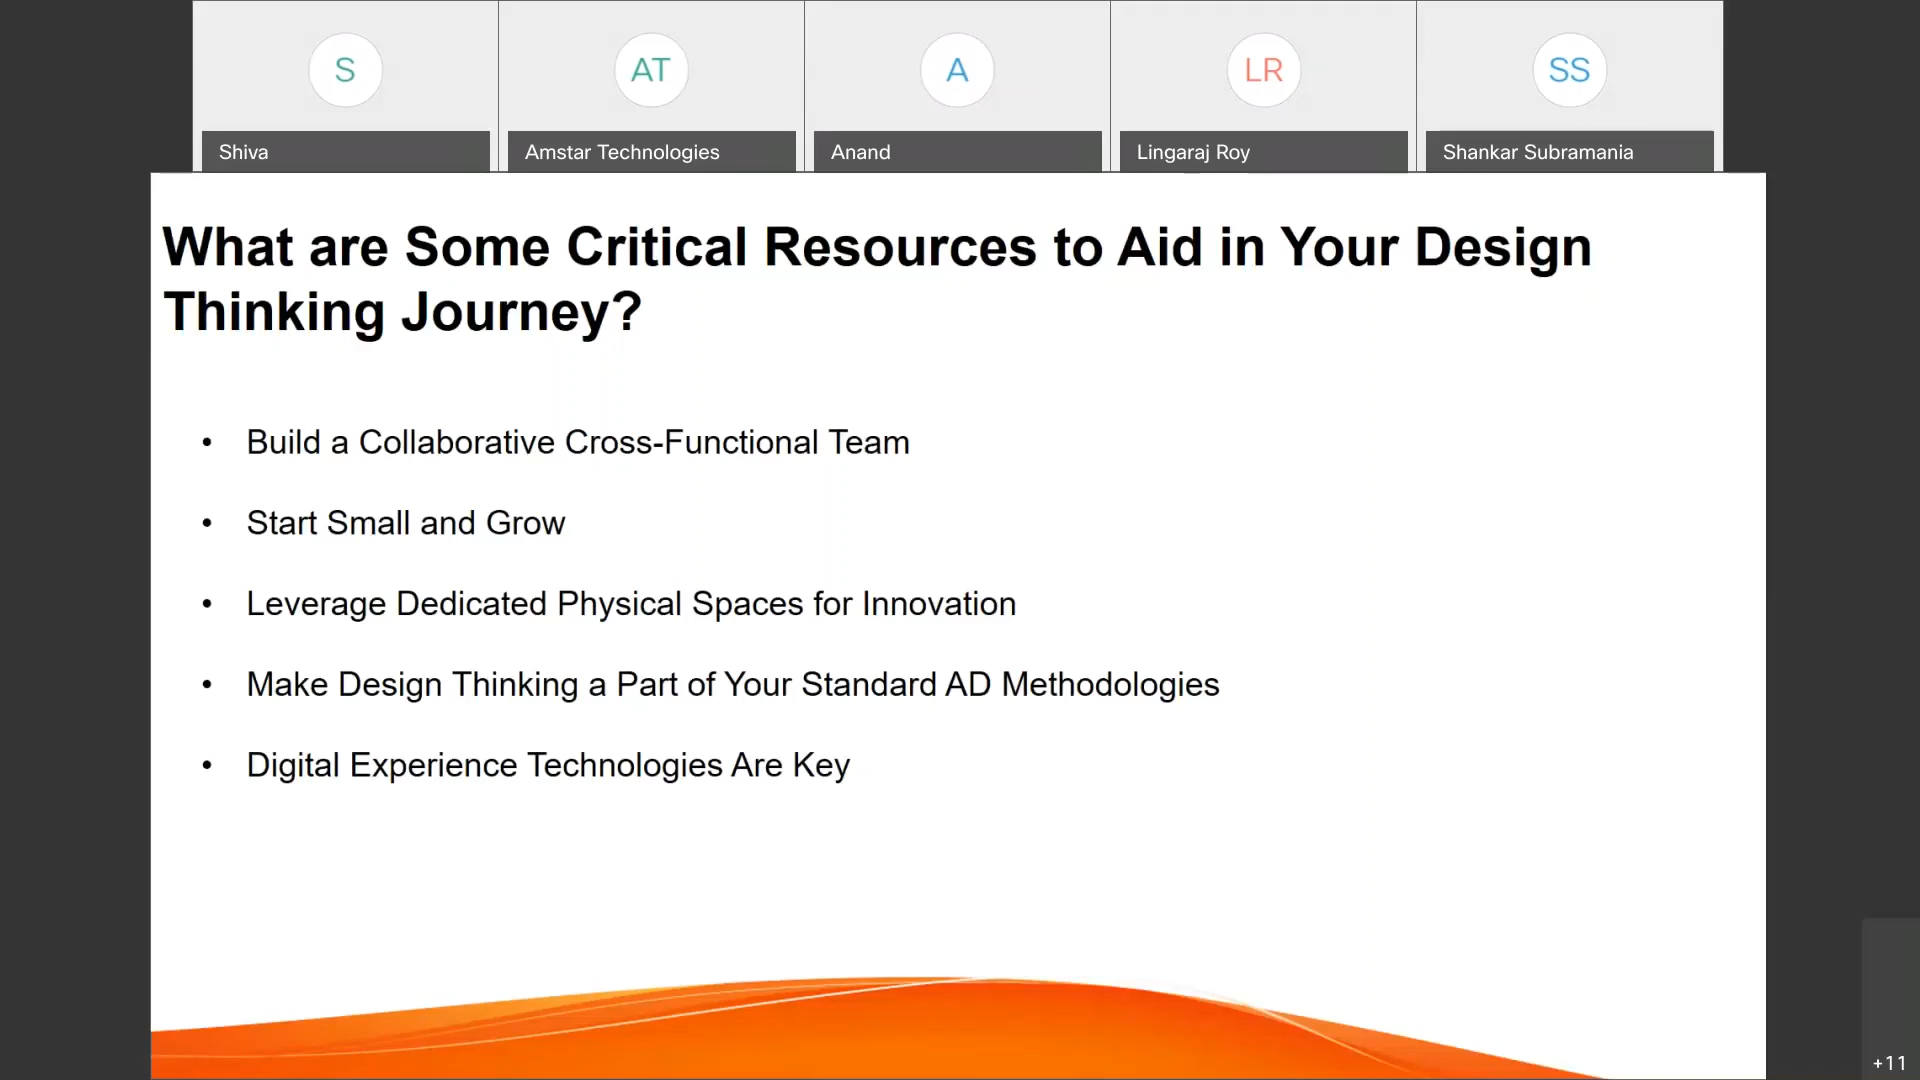 S
AT
A
LR
SS
Shiva
Amstar Technologies
Anand
Lingaraj Roy
Shankar Subramania
What are Some Critical Resources to Aid in Your Design
Thinking Journey?
• Build a Collaborative Cross-Functional Team
• Start Small and Grow
• Leverage Dedicated Physical Spaces for Innovation
• Make Design Thinking a Part of Your Standard AD Methodologies
• Digital Experience Technologies Are Key
+11